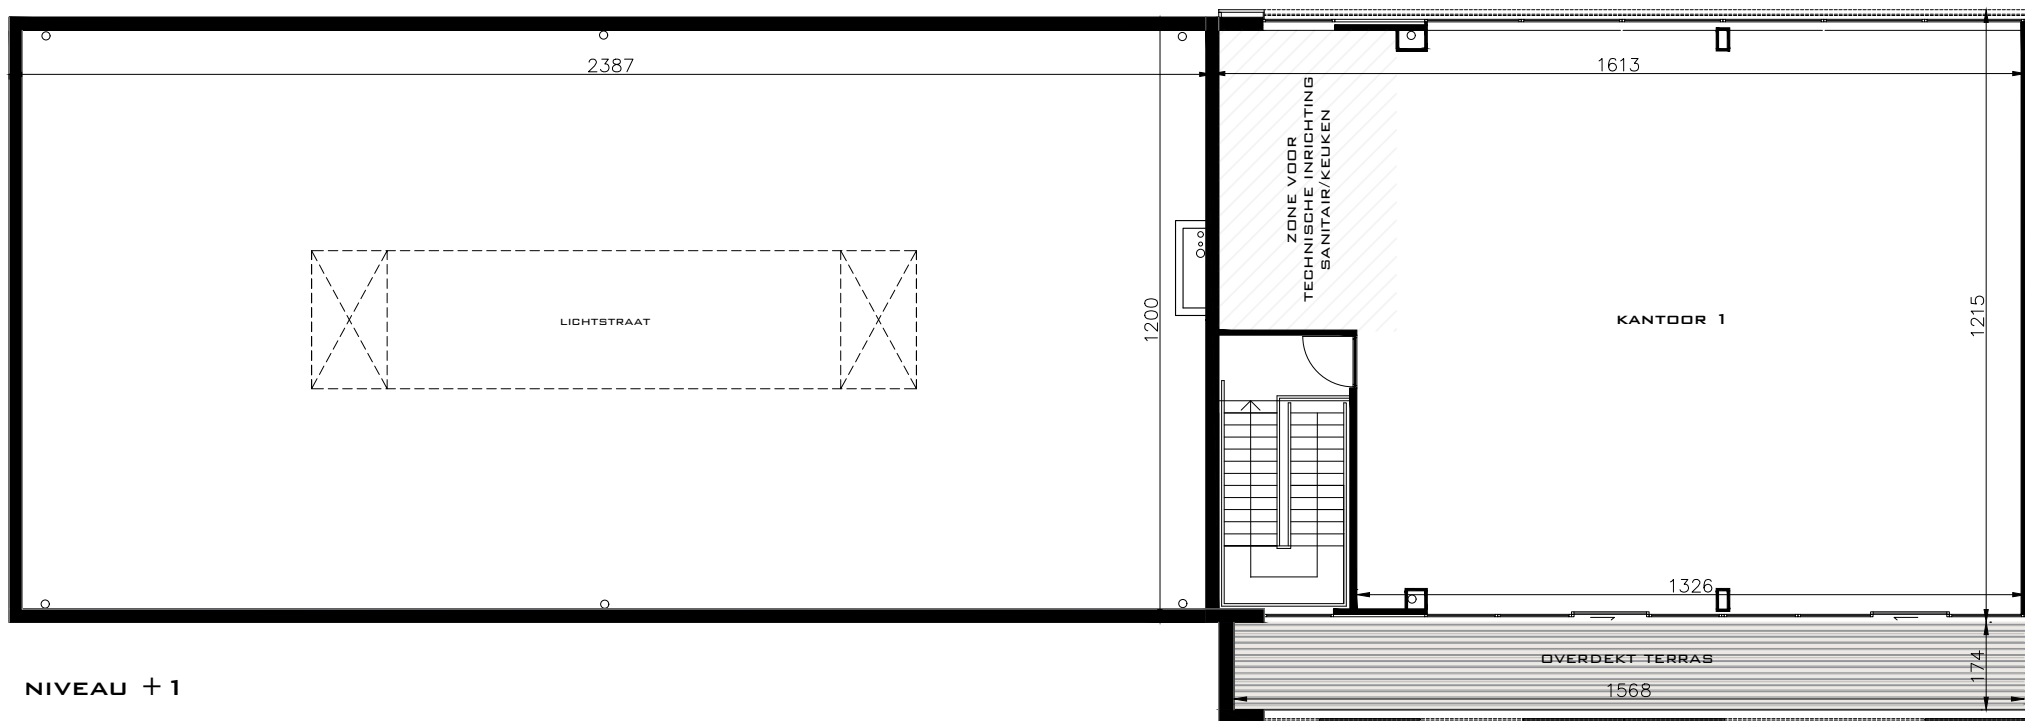 2387
1613
ZONE VOOR
TECHNISCHE INRICHTING
SANITAIR/KEUKEN
LICHTSTRAAT
1200
KANTOOR 1
1215
1326
OVERDEKT TERRAS
174
1568
NIVEAU +1